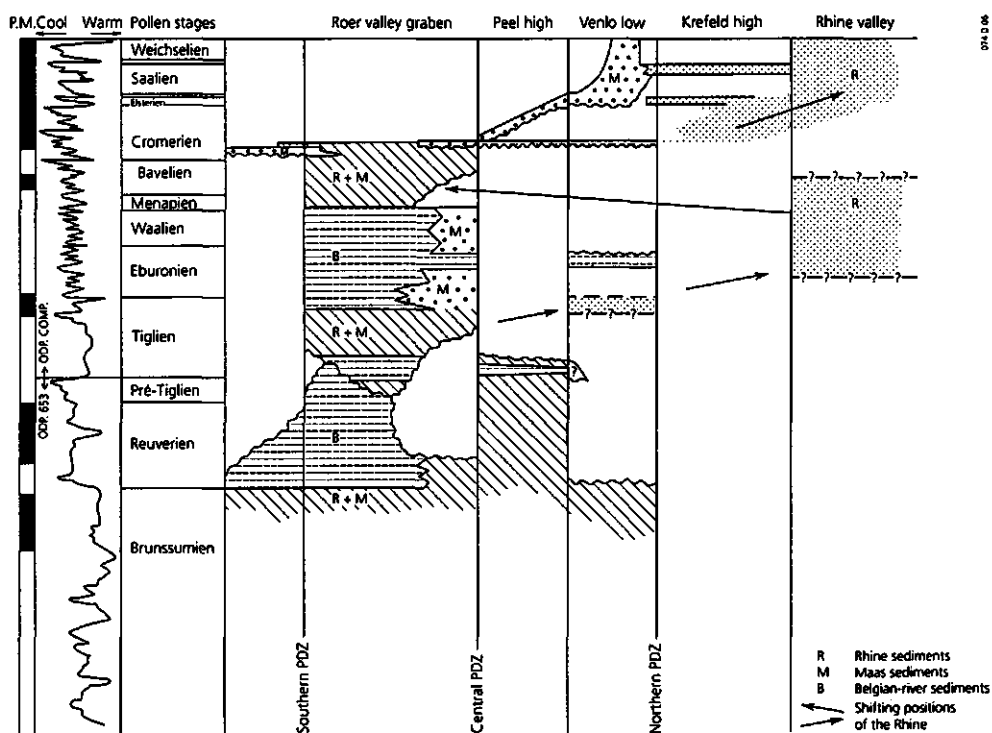 P.M. Cool Warm Pollen stages Roer valley graben Peel high Venlo low Krefeld high Rhine valley
Weichselien
Saalien
Elsterien
Cromerien
Bavelien
Menapien
Waalien
Eburonien
Tiglien
Pré-Tiglien
Reuverien
Brunssumien
ODP. COMP.
ODP. 653
M
R
M
R + M
? ? ? ? ?
R
M
B
M
? ? ? ? ?
? ? ? ?
R + M
?
B
R + M
Southern PDZ
Central PDZ
Northern PDZ
R Rhine sediments
M Maas sediments
B Belgian-river sediments
Shifting positions
of the Rhine